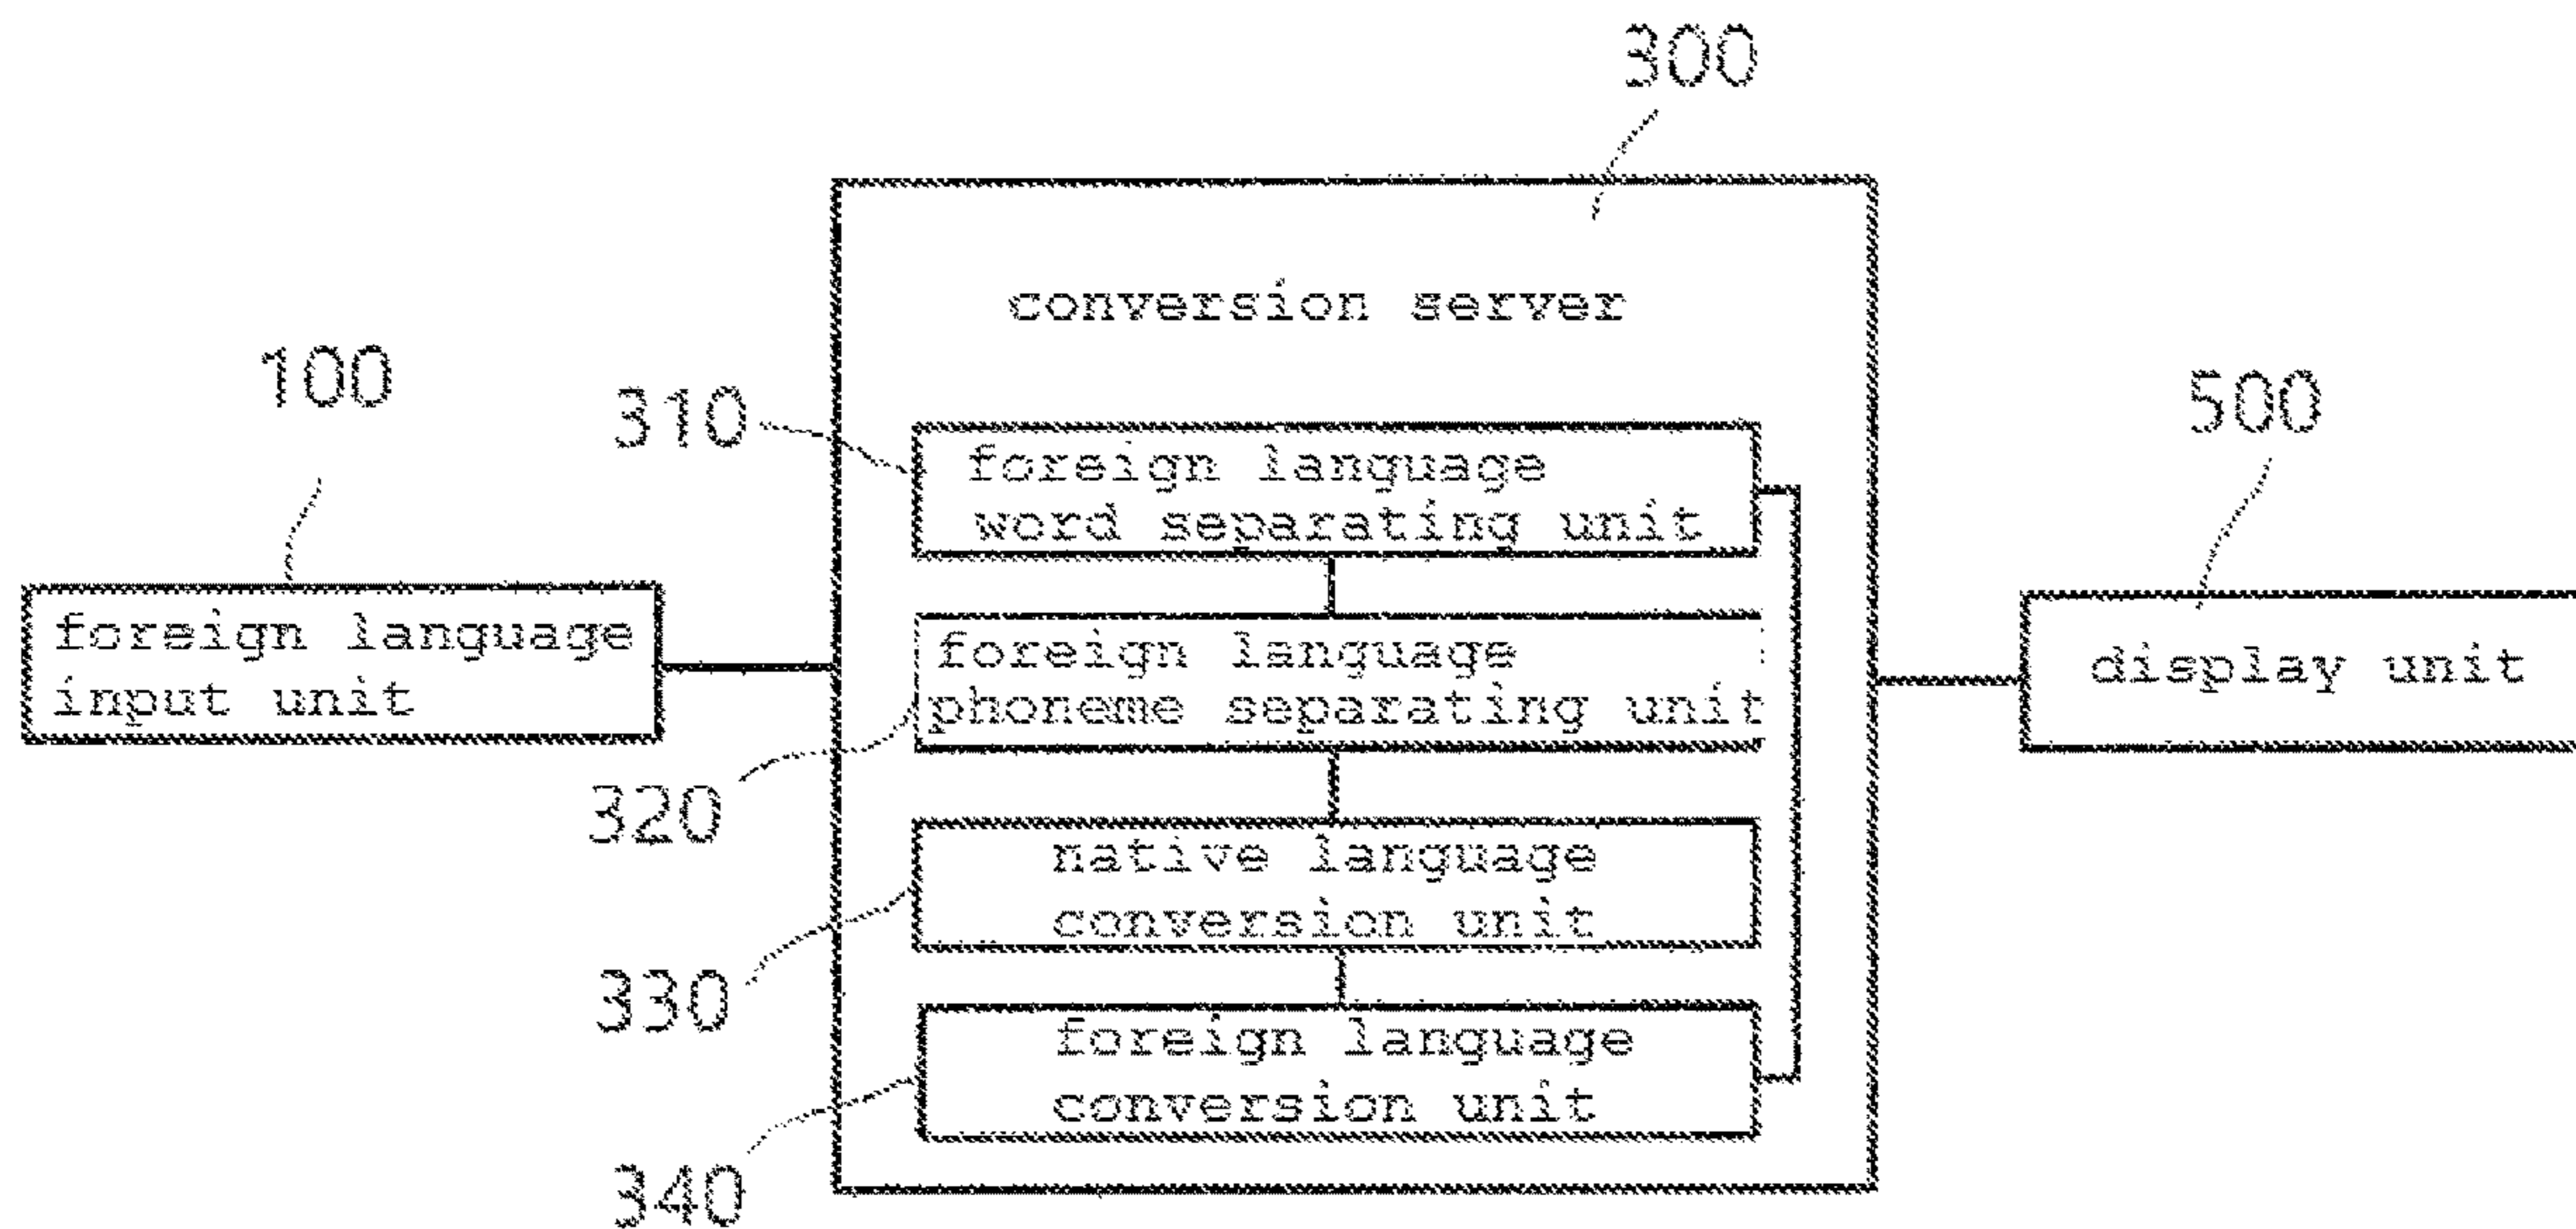 300
conversion server
100
310
500
foreign language
word separating unit
foreign language
input unit
foreign language
phoneme separating unit
display unit
320
native language
conversion unit
330
foreign language
conversion unit
340